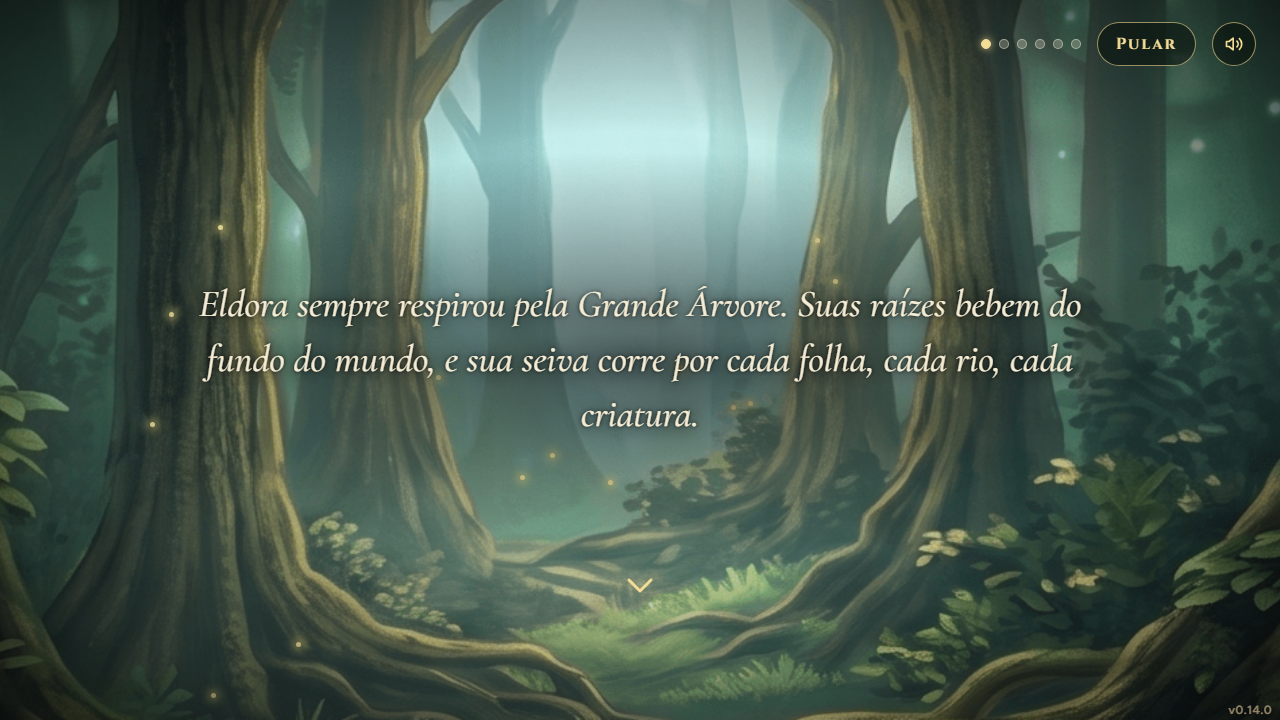 PULAR
Eldora sempre respirou pela Grande Árvore. Suas raízes bebem do
fundo do mundo, e sua seiva corre por cada folha, cada rio, cada
criatura.
v0.14.0